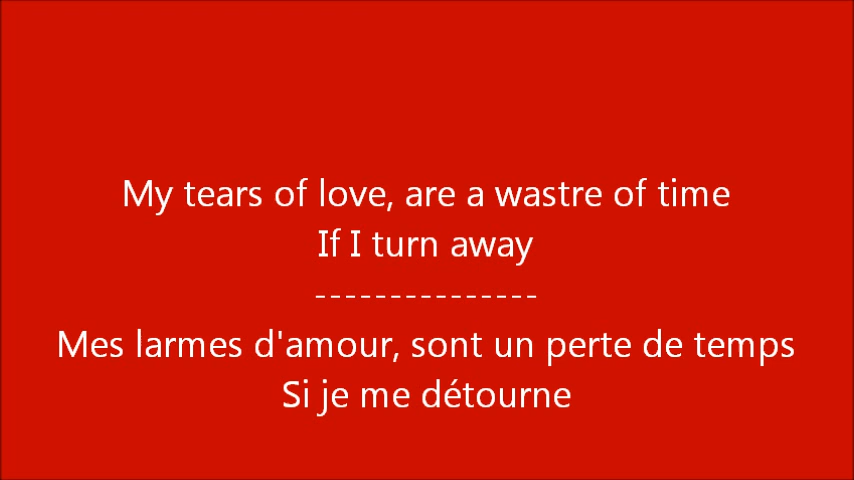 My tears of love, are a wastre of time
If I turn away
---------------
Mes larmes d'amour, sont un perte de temps
Si je me détourne